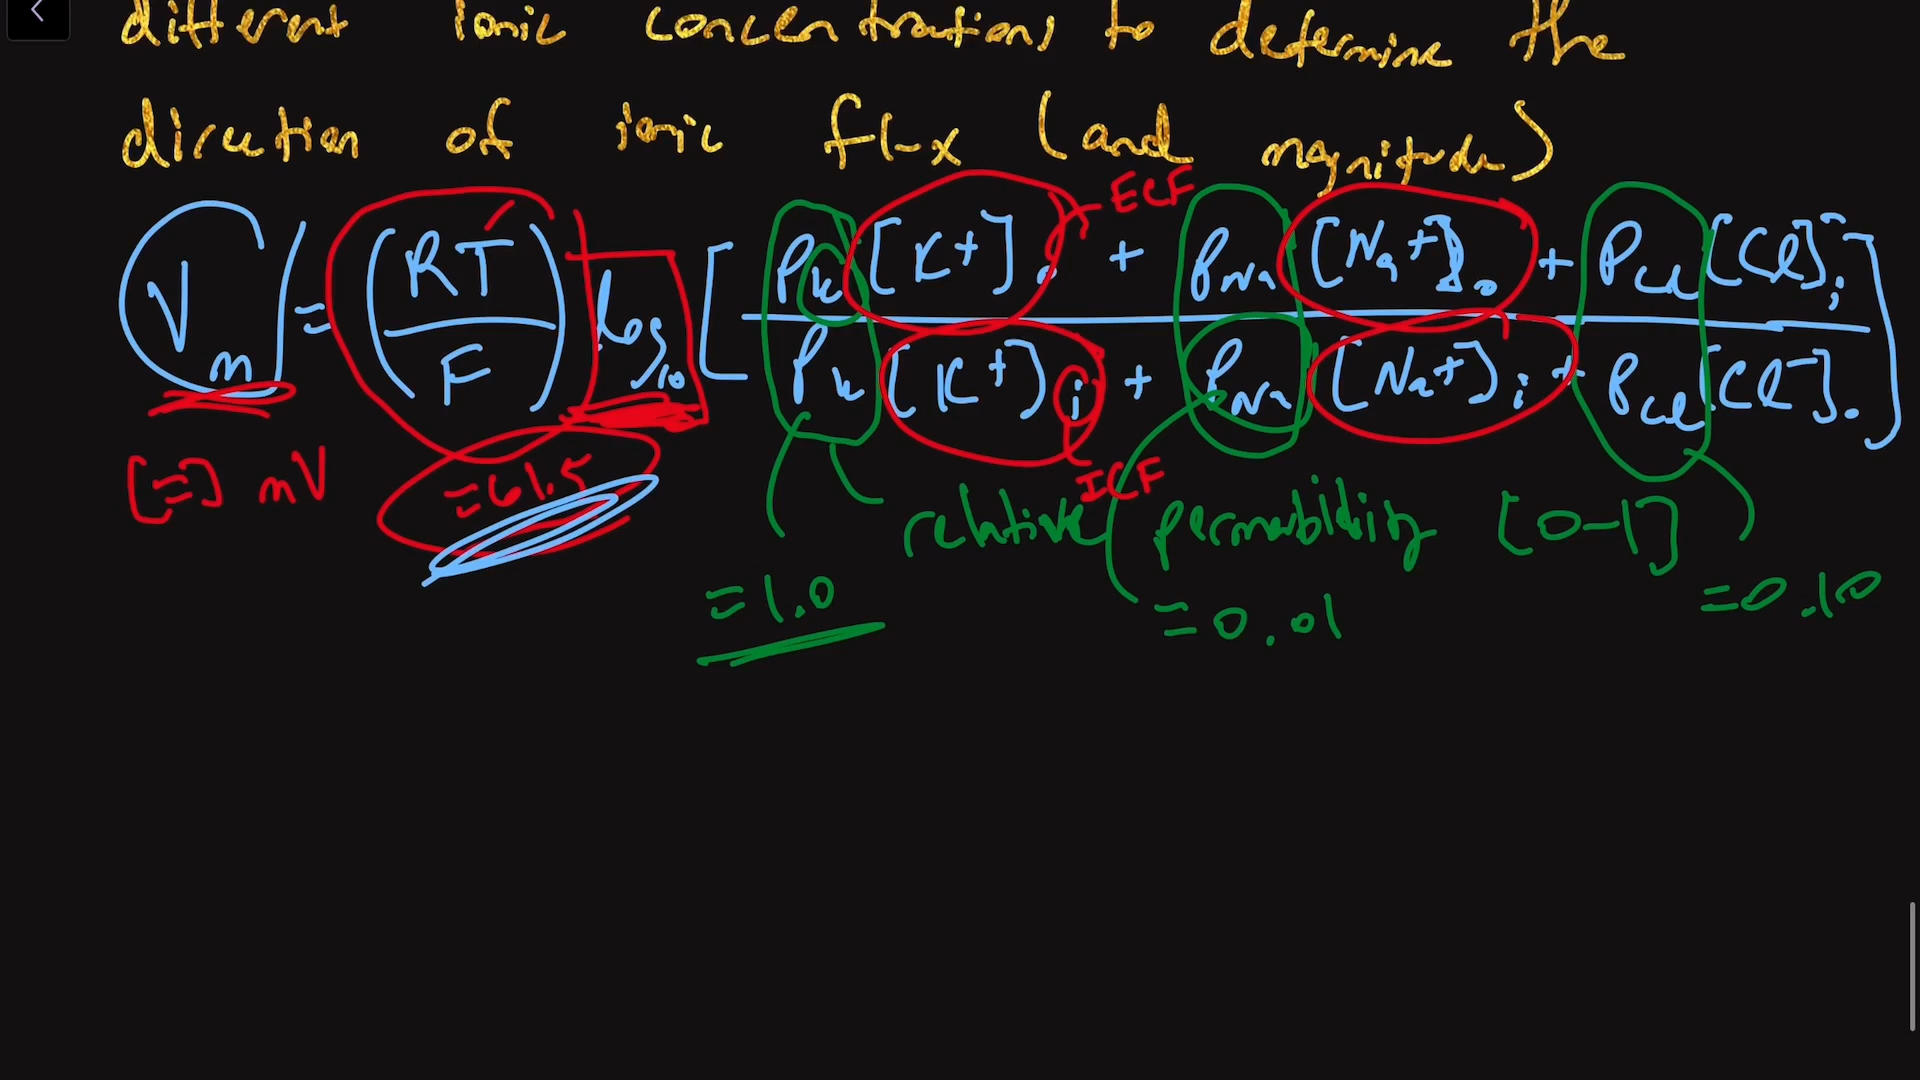 different ionic concentrations to determine the
direction of ionic flux (and magnitude)
ECF
Vm = (RT/F) log10 [PK[K+]o + PNa[Na+]o + PCl[Cl-]i
PK[K+]i + PNa[Na+]i + PCl[Cl-]o]
[=] mV
=61.5
ICF
relative permeability [0-1]
=1.0
=0.01
=0.10